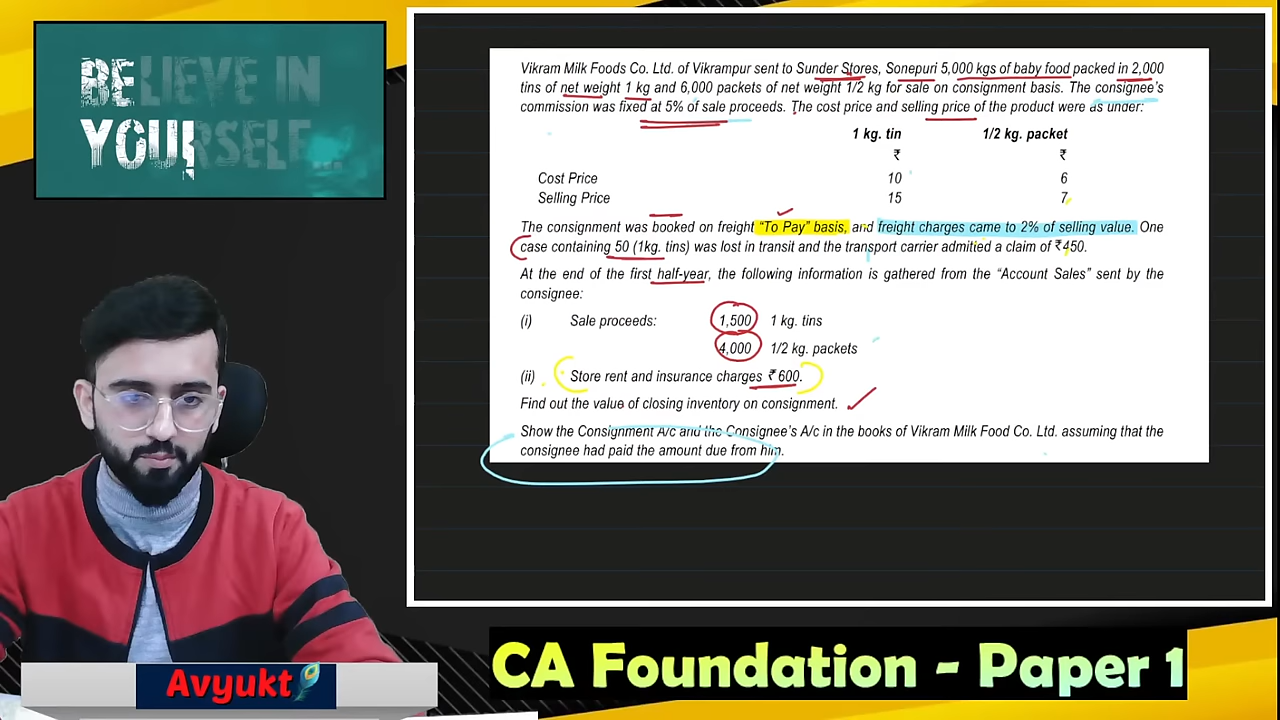 BELIEVE IN
YOURSELF...
Vikram Milk Foods Co. Ltd. of Vikrampur sent to Sunder Stores, Sonepuri 5,000 kgs of baby food packed in 2,000
tins of net weight 1 kg and 6,000 packets of net weight 1/2 kg for sale on consignment basis. The consignee's
commission was fixed at 5% of sale proceeds. The cost price and selling price of the product were as under:
1 kg. tin 1/2 kg. packet
₹ ₹
Cost Price 10 6
Selling Price 15 7
The consignment was booked on freight "To Pay" basis, and freight charges came to 2% of selling value. One
case containing 50 (1kg. tins) was lost in transit and the transport carrier admitted a claim of ₹450.
At the end of the first half-year, the following information is gathered from the "Account Sales" sent by the
consignee:
(i) Sale proceeds: 1,500 1 kg. tins
4,000 1/2 kg. packets
(ii) Store rent and insurance charges ₹ 600.
Find out the value of closing inventory on consignment.
Show the Consignment A/c and the Consignee's A/c in the books of Vikram Milk Food Co. Ltd. assuming that the
consignee had paid the amount due from him.
Avyukt
CA Foundation - Paper 1